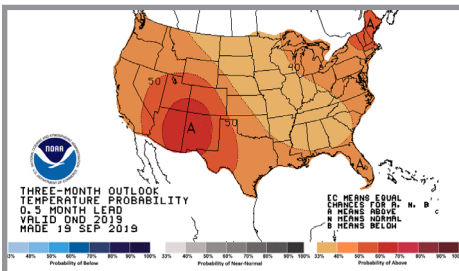 A
50
40
A
50
A
NOAA
THREE-MONTH OUTLOOK
TEMPERATURE PROBABILITY
0.5 MONTH LEAD
VALID OND 2019
MADE 19 SEP 2019
EC MEANS EQUAL
CHANCES FOR A, N, B
A MEANS ABOVE
N MEANS NORMAL
B MEANS BELOW
3% 40% 50% 60% 70% 80% 90% 100%
Probability of Below
33% 40% 50% 60% 70% 80% 90% 100%
Probability of Near-Normal
33% 40% 50% 60% 70% 80% 90% 100%
Probability of Above